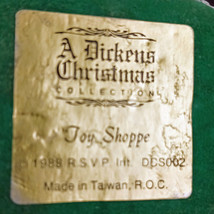 A Dickens
Christmas
COLLECTION
Toy Shoppe
© 1988 R.S.V.P. Int. DCS002
Made in Taiwan, R.O.C.